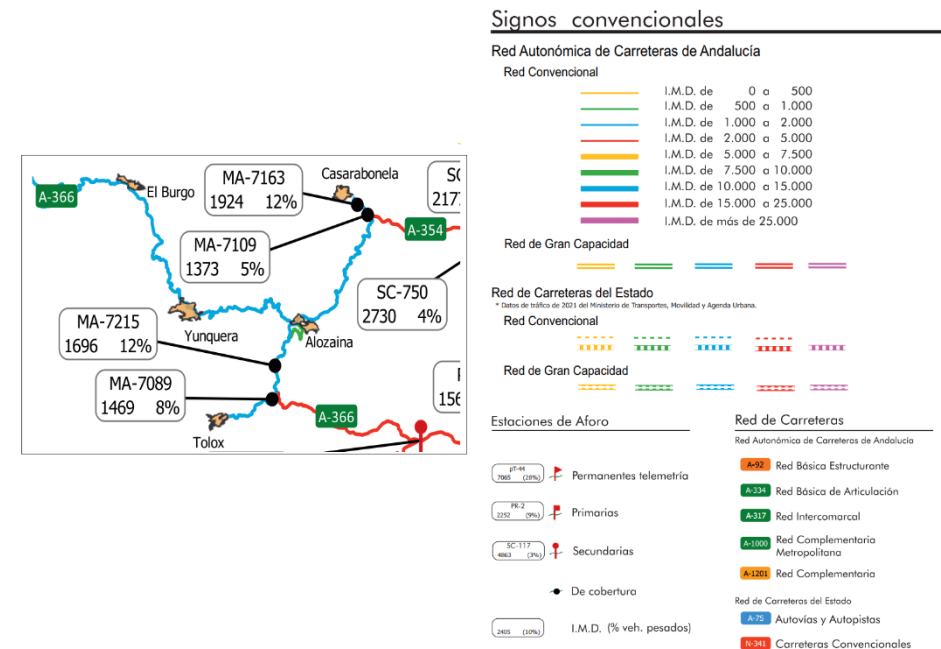 MA-7163
1924 12%
Casarabonela
SC
217
El Burgo
A-366
A-354
MA-7109
1373 5%
SC-750
2730 4%
MA-7215
1696 12%
Yunquera
Alozaina
MA-7089
1469 8%
156
A-366
Tolox
Signos convencionales
Red Autonómica de Carreteras de Andalucía
Red Convencional
I.M.D. de 0 a 500
I.M.D. de 500 a 1.000
I.M.D. de 1.000 a 2.000
I.M.D. de 2.000 a 5.000
I.M.D. de 5.000 a 7.500
I.M.D. de 7.500 a 10.000
I.M.D. de 10.000 a 15.000
I.M.D. de 15.000 a 25.000
I.M.D. de más de 25.000
Red de Gran Capacidad
Red de Carreteras del Estado
* Datos de tráfico de 2021 del Ministerio de Transportes, Movilidad y Agenda Urbana.
Red Convencional
Red de Gran Capacidad
Estaciones de Aforo
pT-44
7065 (28%)
Permanentes telemetría
PR-2
2252 (9%)
Primarias
SC-117
4863 (3%)
Secundarias
De cobertura
2405 (10%)
I.M.D. (% veh. pesados)
Red de Carreteras
Red Autonómica de Carreteras de Andalucía
A-92 Red Básica Estructurante
A-334 Red Básica de Articulación
A-317 Red Intercomarcal
A-1000 Red Complementaria
Metropolitana
A-1201 Red Complementaria
Red de Carreteras del Estado
A-75 Autovías y Autopistas
N-341 Carreteras Convencionales